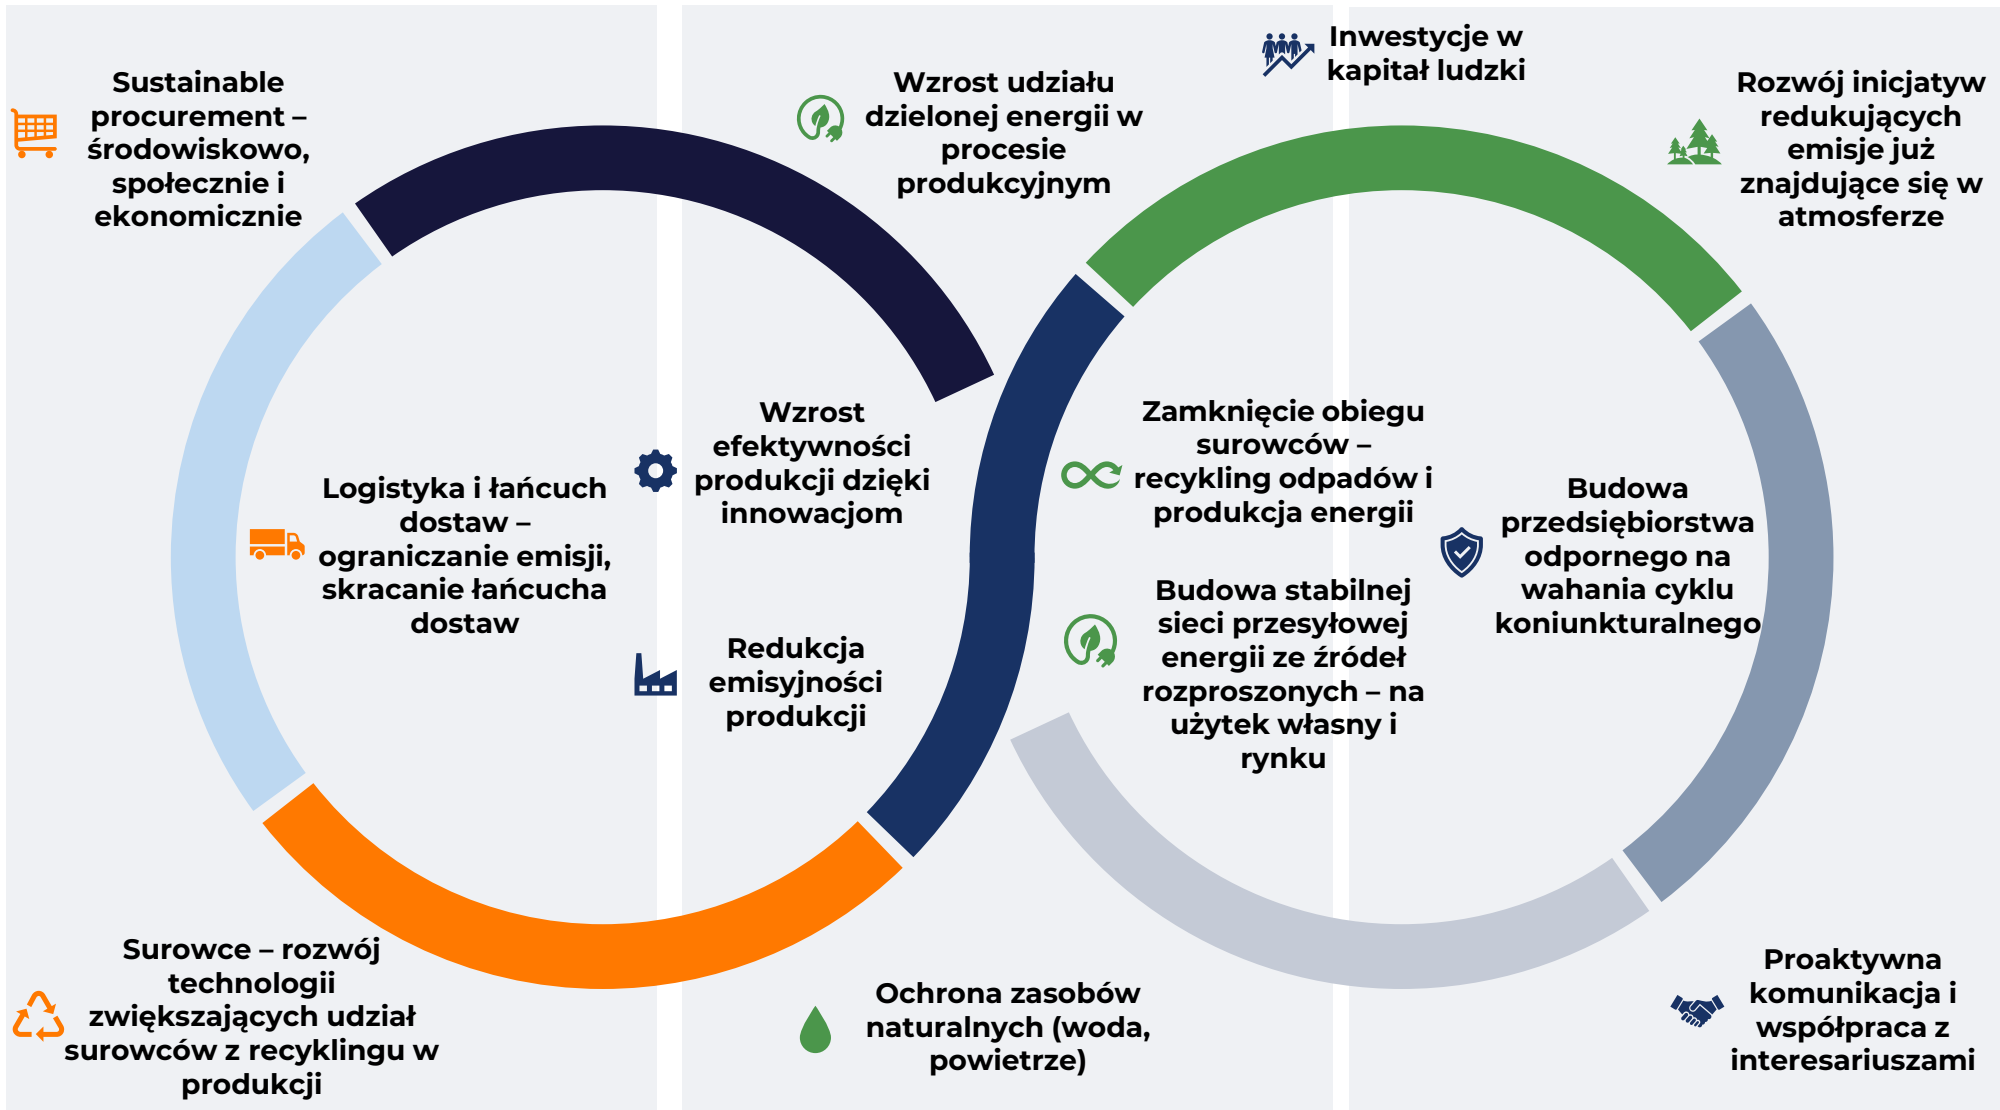 Sustainable
procurement –
środowiskowo,
społecznie i
ekonomicznie
Logistyka i łańcuch
dostaw –
ograniczanie emisji,
skracanie łańcucha
dostaw
Surowce – rozwój
technologii
zwiększających udział
surowców z recyklingu w
produkcji
Wzrost udziału
dzielonej energii w
procesie
produkcyjnym
Wzrost
efektywności
produkcji dzięki
innowacjom
Redukcja
emisyjności
produkcji
Zamknięcie obiegu
surowców –
recykling odpadów i
produkcja energii
Budowa stabilnej
sieci przesyłowej
energii ze źródeł
rozproszonych – na
użytek własny i
rynku
Ochrona zasobów
naturalnych (woda,
powietrze)
Inwestycje w
kapitał ludzki
Rozwój inicjatyw
redukujących
emisje już
znajdujące się w
atmosferze
Budowa
przedsiębiorstwa
odpornego na
wahania cyklu
koniunkturalnego
Proaktywna
komunikacja i
współpraca z
interesariuszami